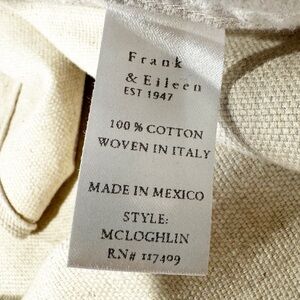 Frank
& Eileen
EST 1947
100% COTTON
WOVEN IN ITALY
MADE IN MEXICO
STYLE:
MCLOGHLIN
RN# 117409